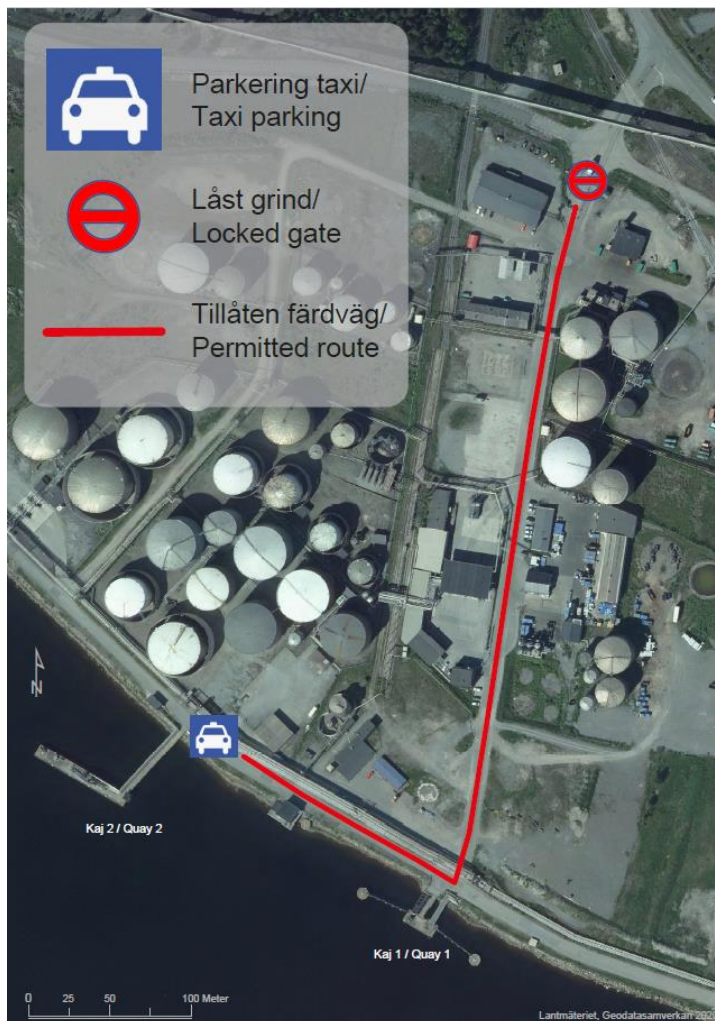 Parkering taxi/
Taxi parking
Låst grind/
Locked gate
Tillåten färdväg/
Permitted route
N
Kaj 2 / Quay 2
Kaj 1 / Quay 1
0 25 50 100 Meter
Lantmäteriet, Geodatasamverkan 2020